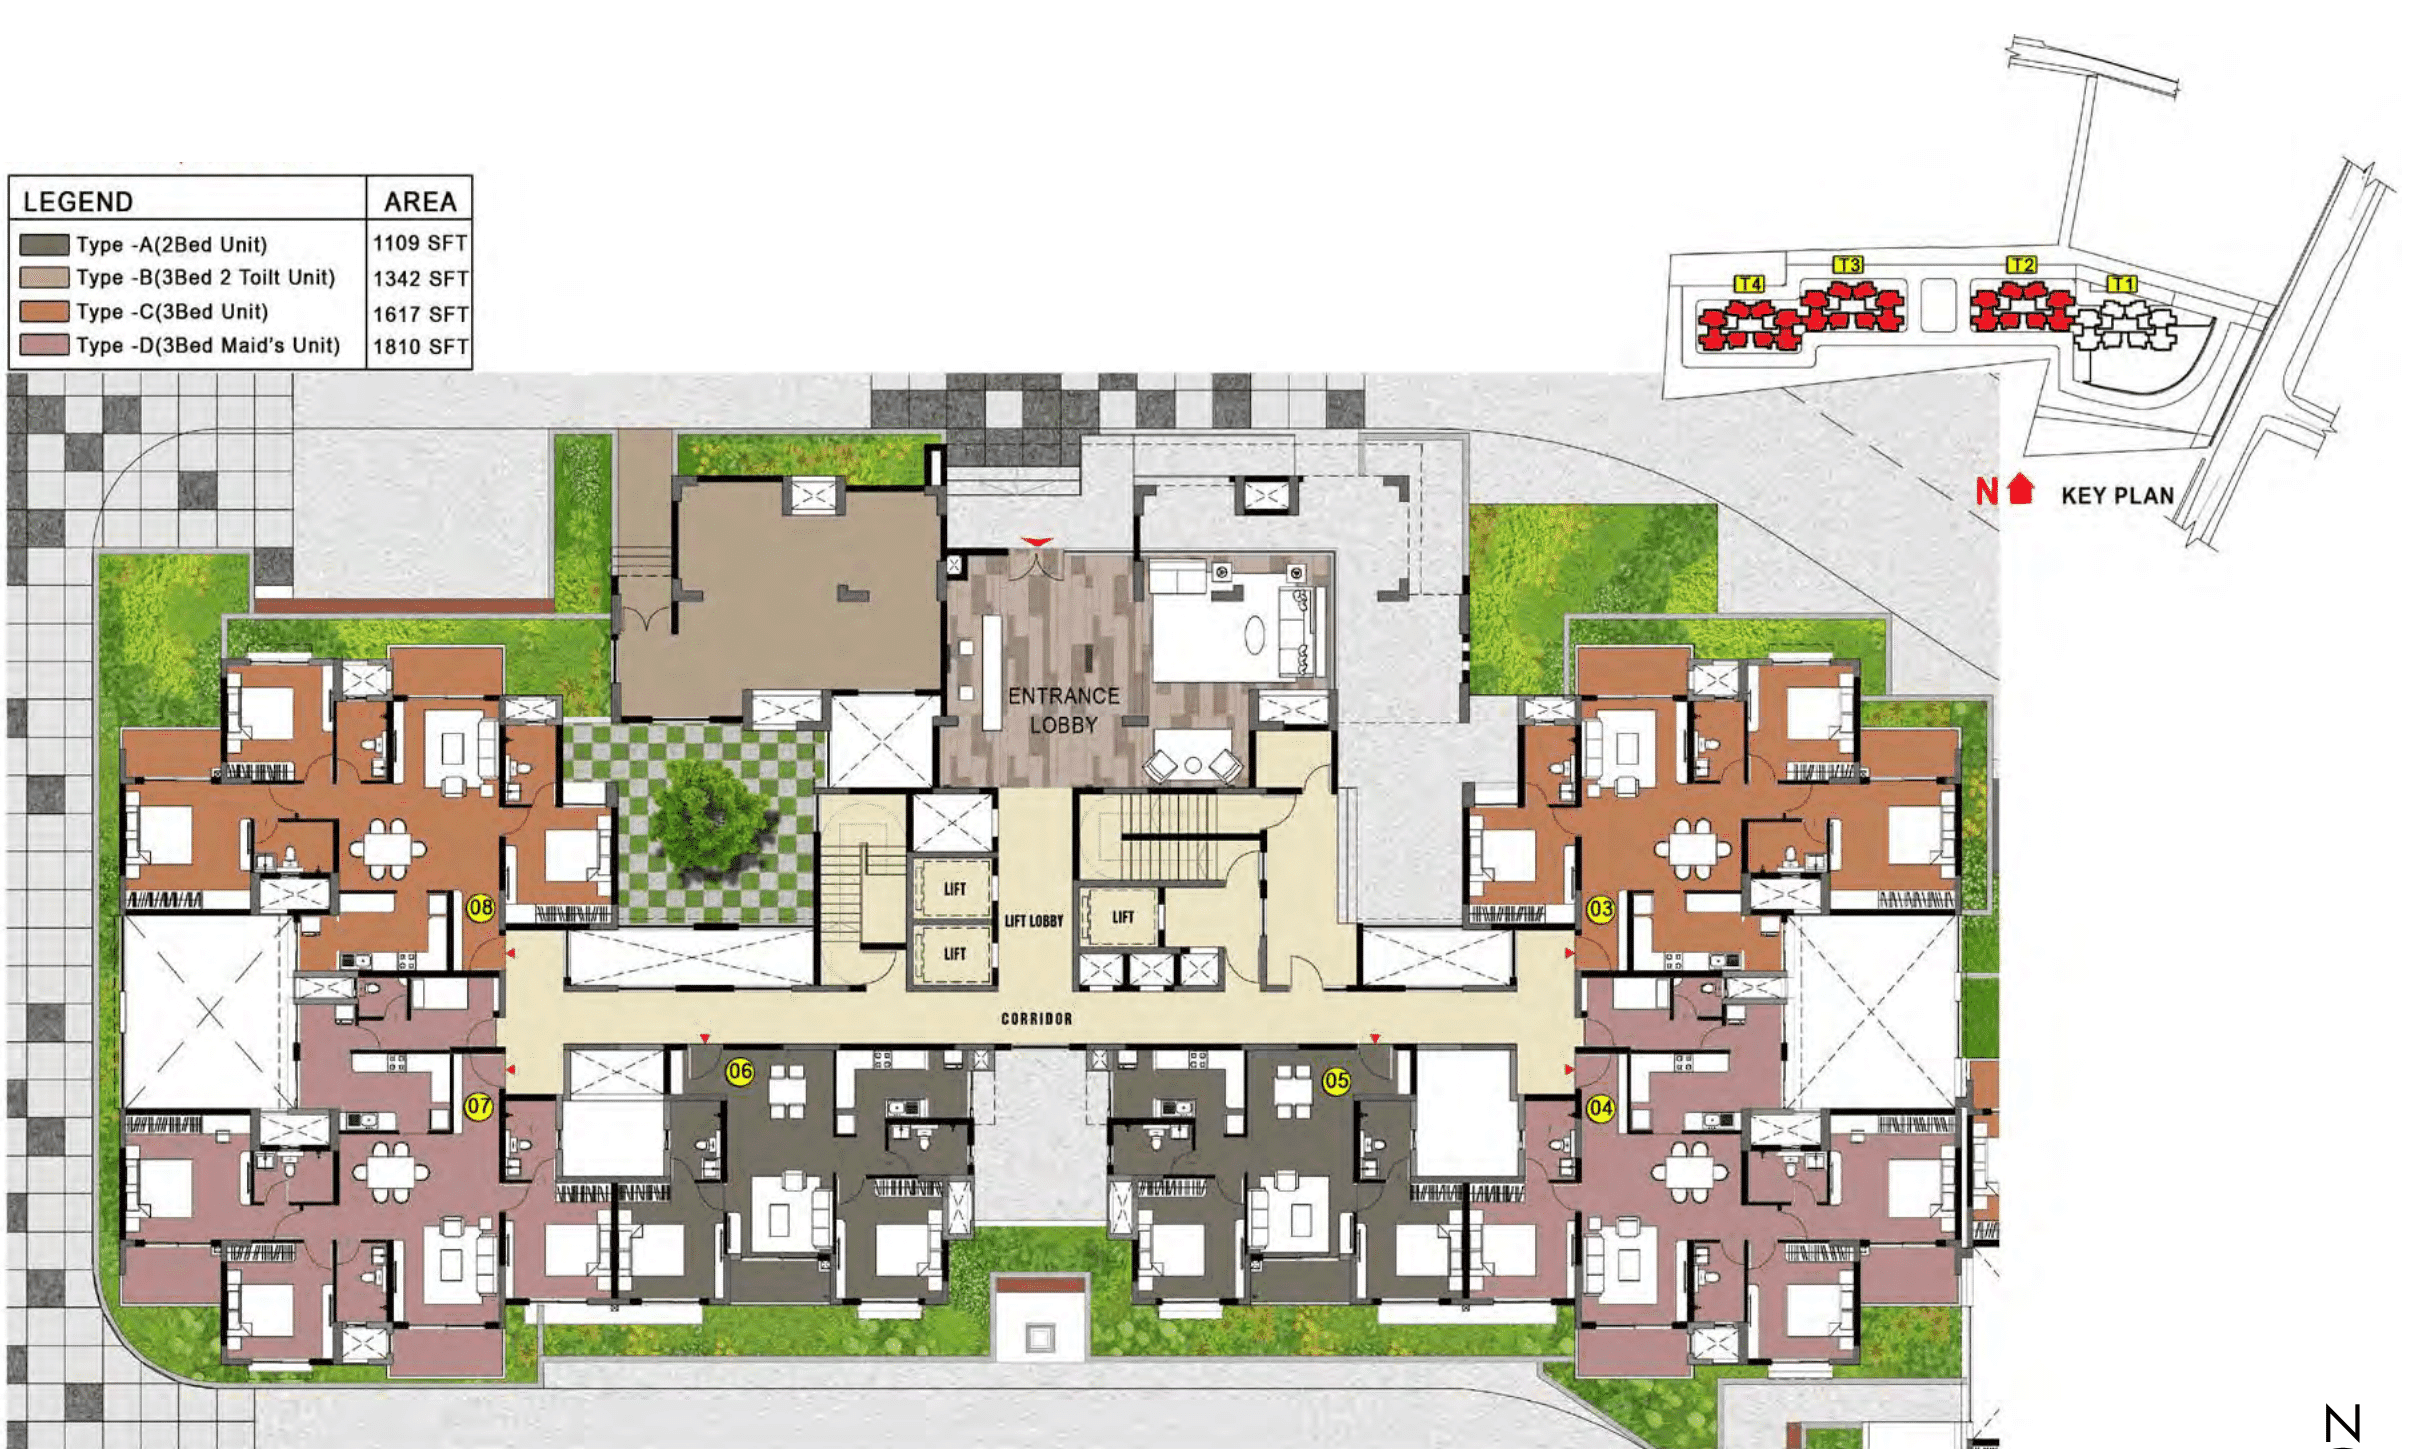 LEGEND AREA
Type -A(2Bed Unit) 1109 SFT
Type -B(3Bed 2 Toilt Unit) 1342 SFT
Type -C(3Bed Unit) 1617 SFT
Type -D(3Bed Maid's Unit) 1810 SFT
T4
T3
T2
T1
N KEY PLAN
ENTRANCE
LOBBY
LIFT
LIFT
LIFT LOBBY
LIFT
CORRIDOR
08
03
07
06
05
04
N